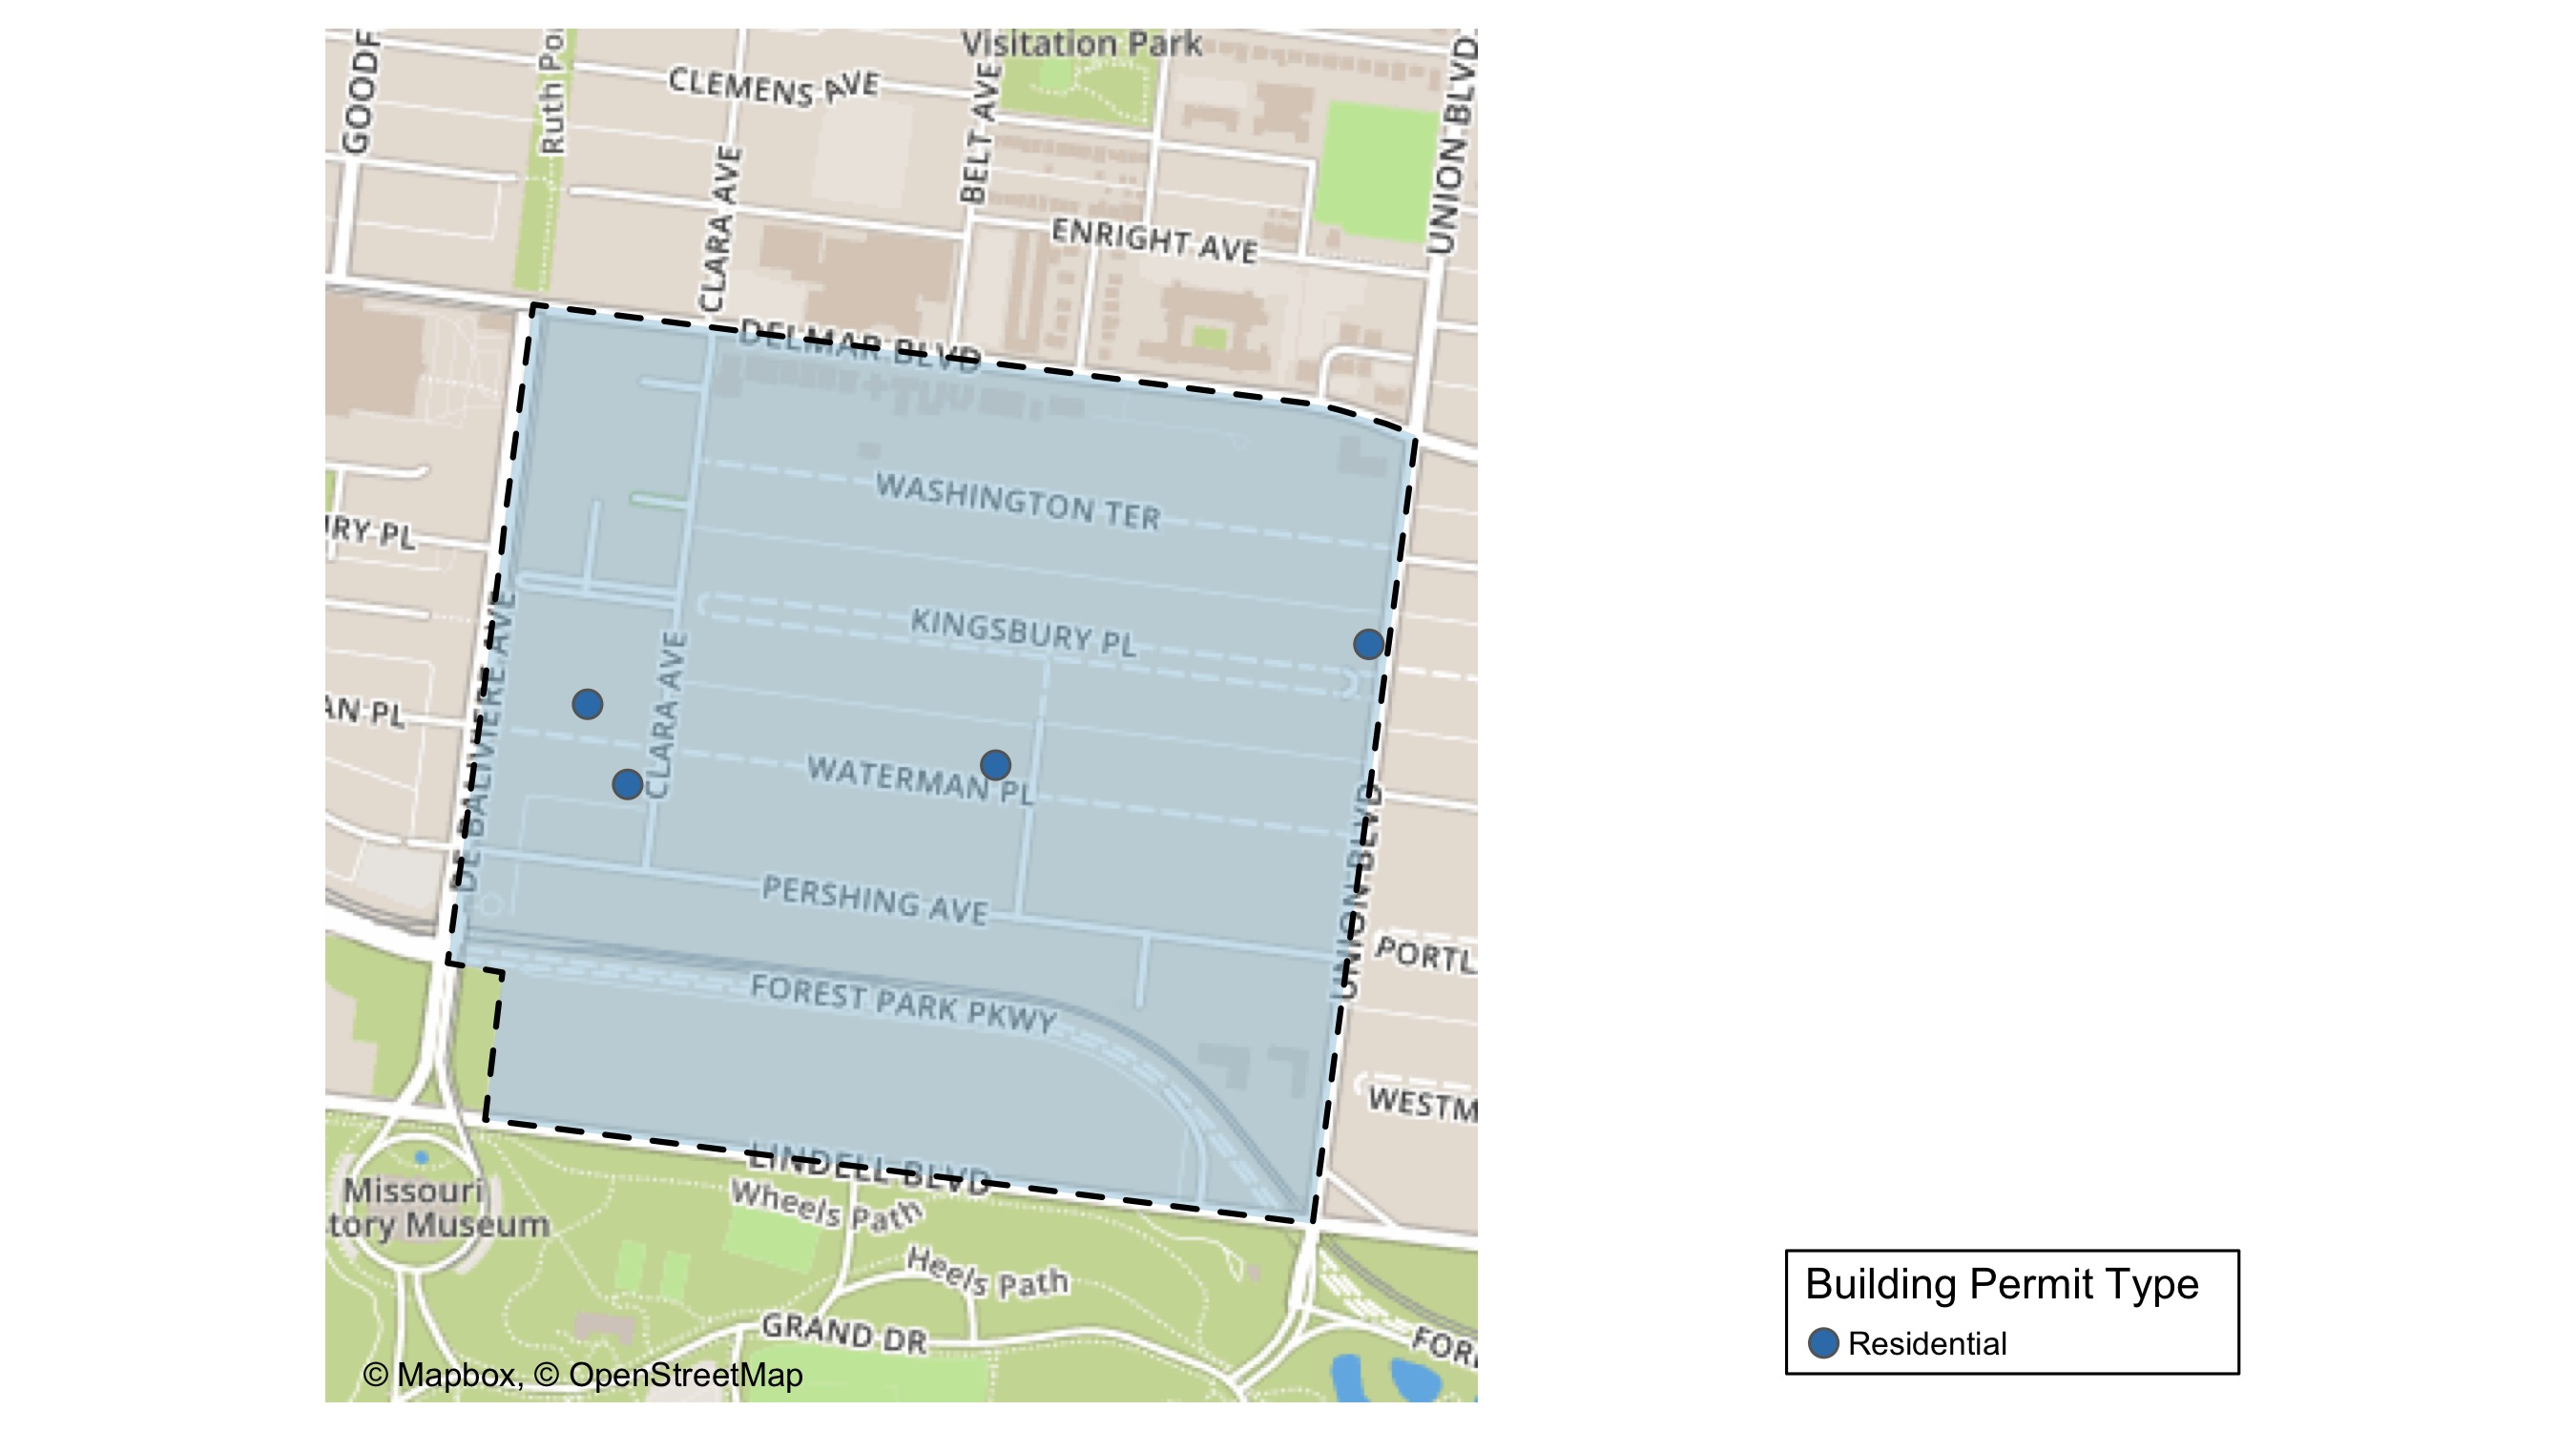 Visitation Park
GOODF
Ruth Po
CLEMENS AVE
BELT AVE
UNION BLVD
CLARA AVE
ENRIGHT AVE
DELMAR BLVD
WASHINGTON TER
URY PL
KINGSBURY PL
DE BALIVIERE AVE
CLARA AVE
AN PL
WATERMAN PL
UNION BLVD
PERSHING AVE
PORTL
FOREST PARK PKWY
WESTM
LINDELL BLVD
Missouri
tory Museum
Wheels Path
Heels Path
GRAND DR
FOR
© Mapbox, © OpenStreetMap
Building Permit Type
Residential